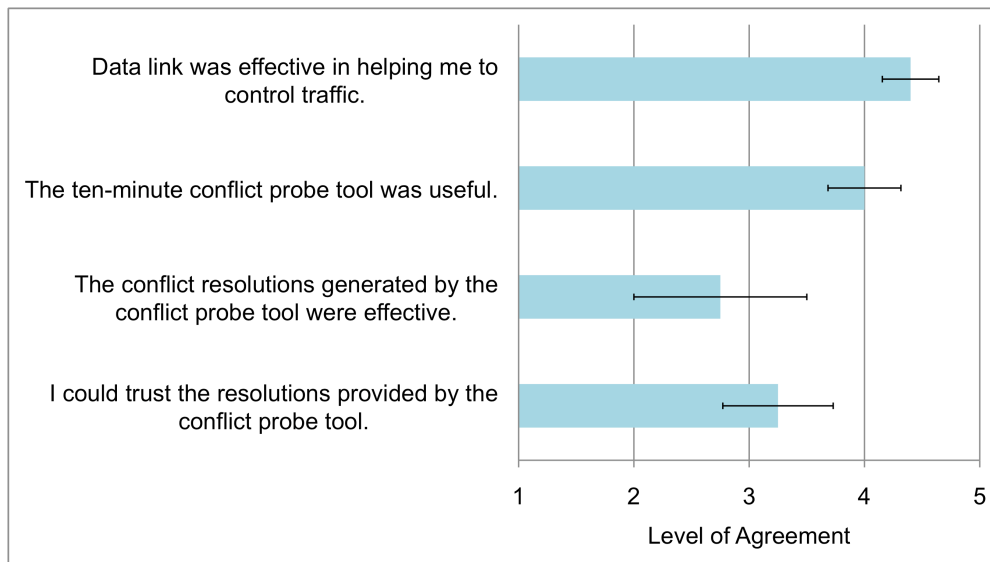 Data link was effective in helping me to
control traffic.
The ten-minute conflict probe tool was useful.
The conflict resolutions generated by the
conflict probe tool were effective.
I could trust the resolutions provided by the
conflict probe tool.
1 2 3 4 5
Level of Agreement